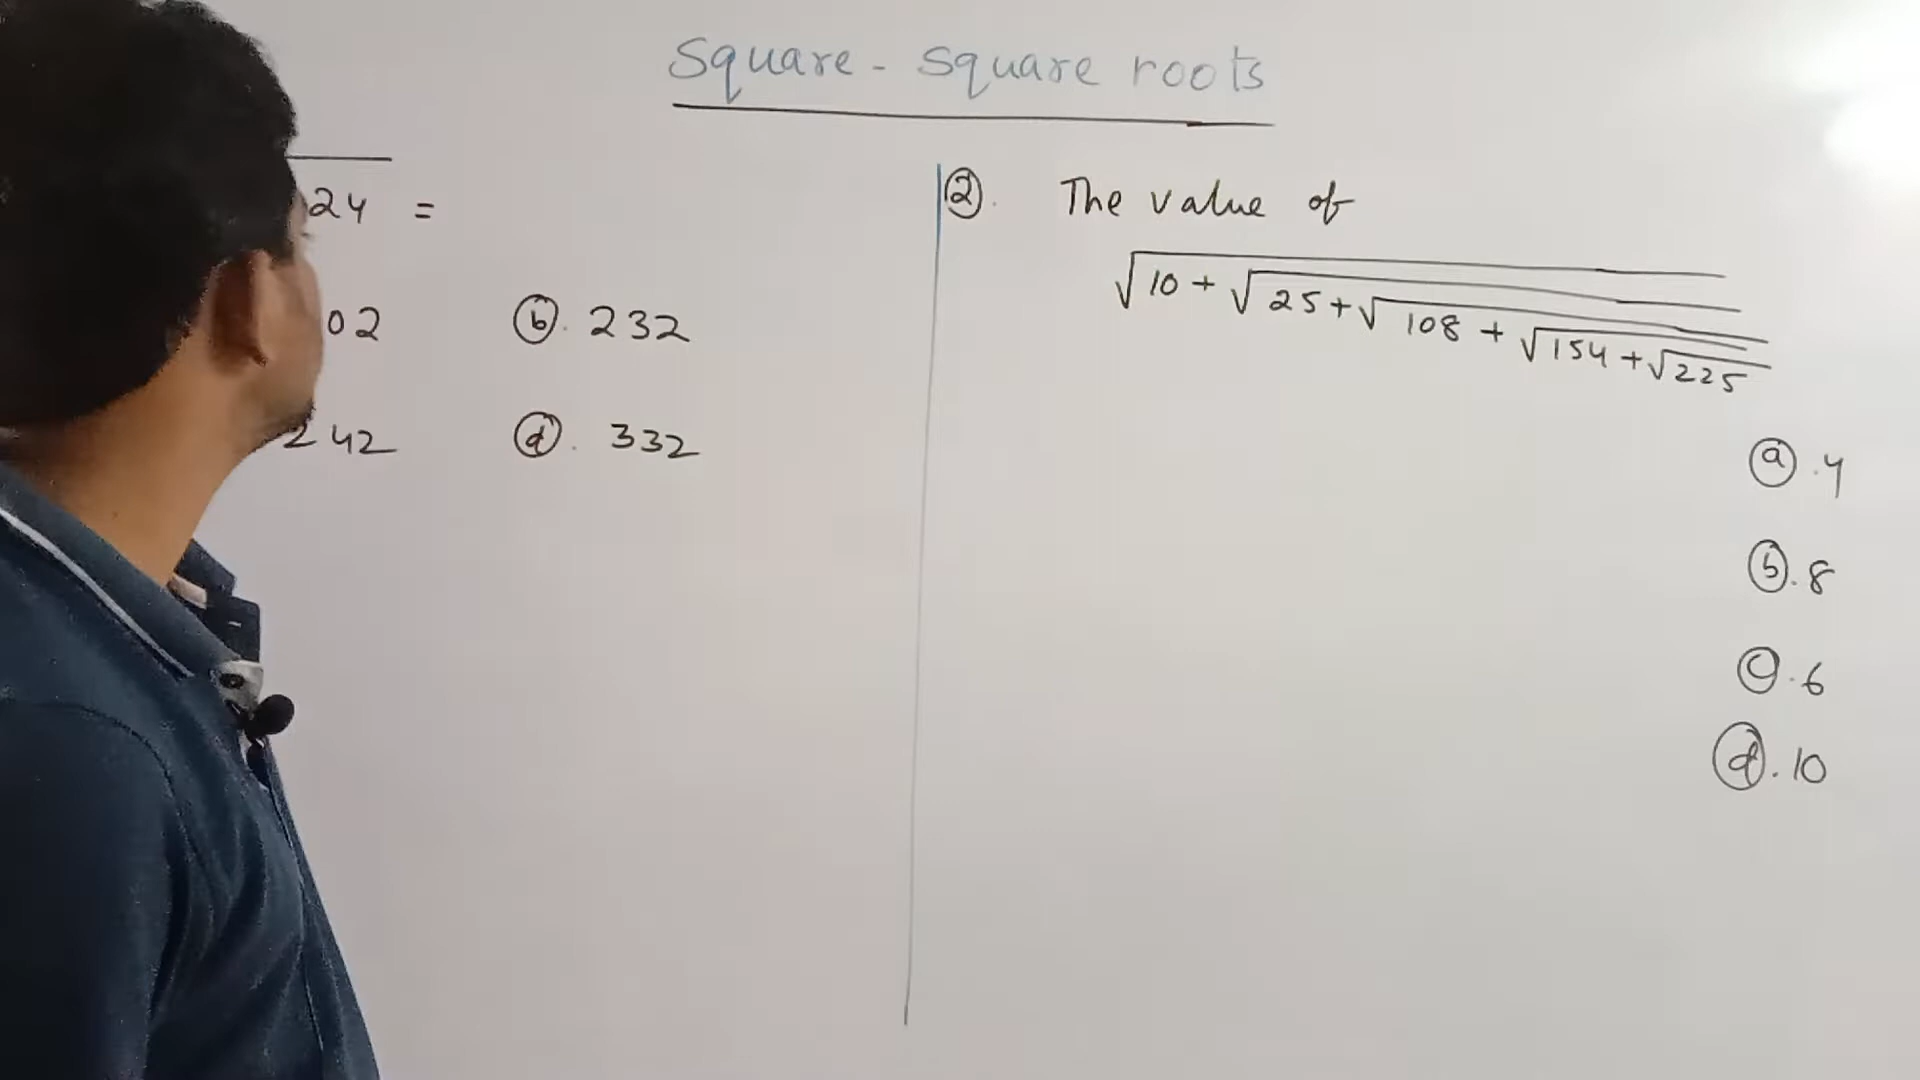 Square - Square roots
24 =
02 ⓑ. 232
242 ⓓ. 332
②. The value of
√10 + √25 + √108 + √154 + √225
ⓐ. 4
ⓑ. 8
ⓒ. 6
ⓓ. 10